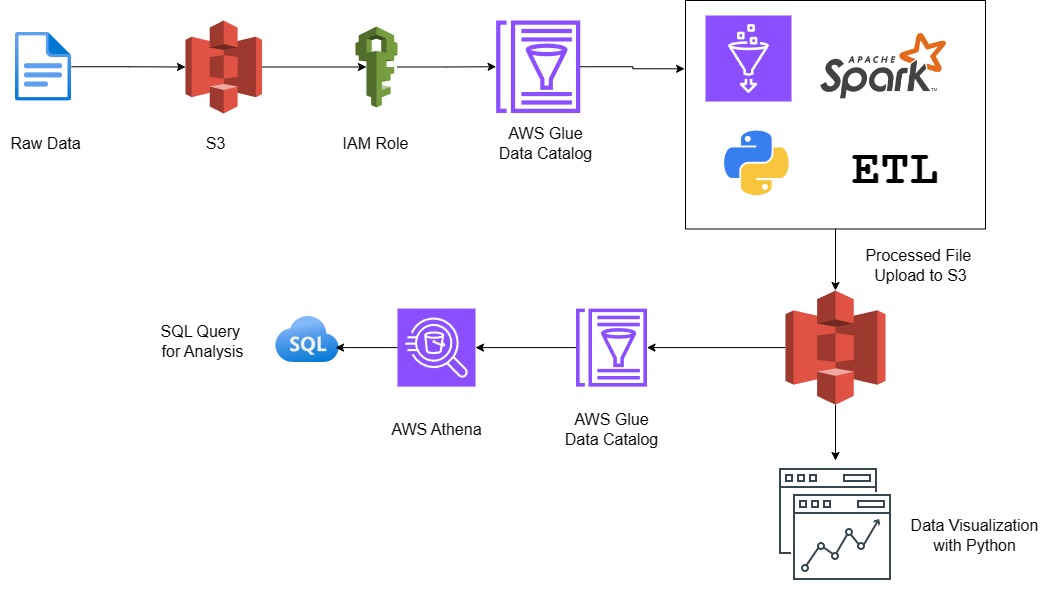 APACHE
Spark™
Raw Data
S3
IAM Role
AWS Glue
Data Catalog
ETL
Processed File
Upload to S3
SQL Query
for Analysis
SQL
AWS Athena
AWS Glue
Data Catalog
Data Visualization
with Python